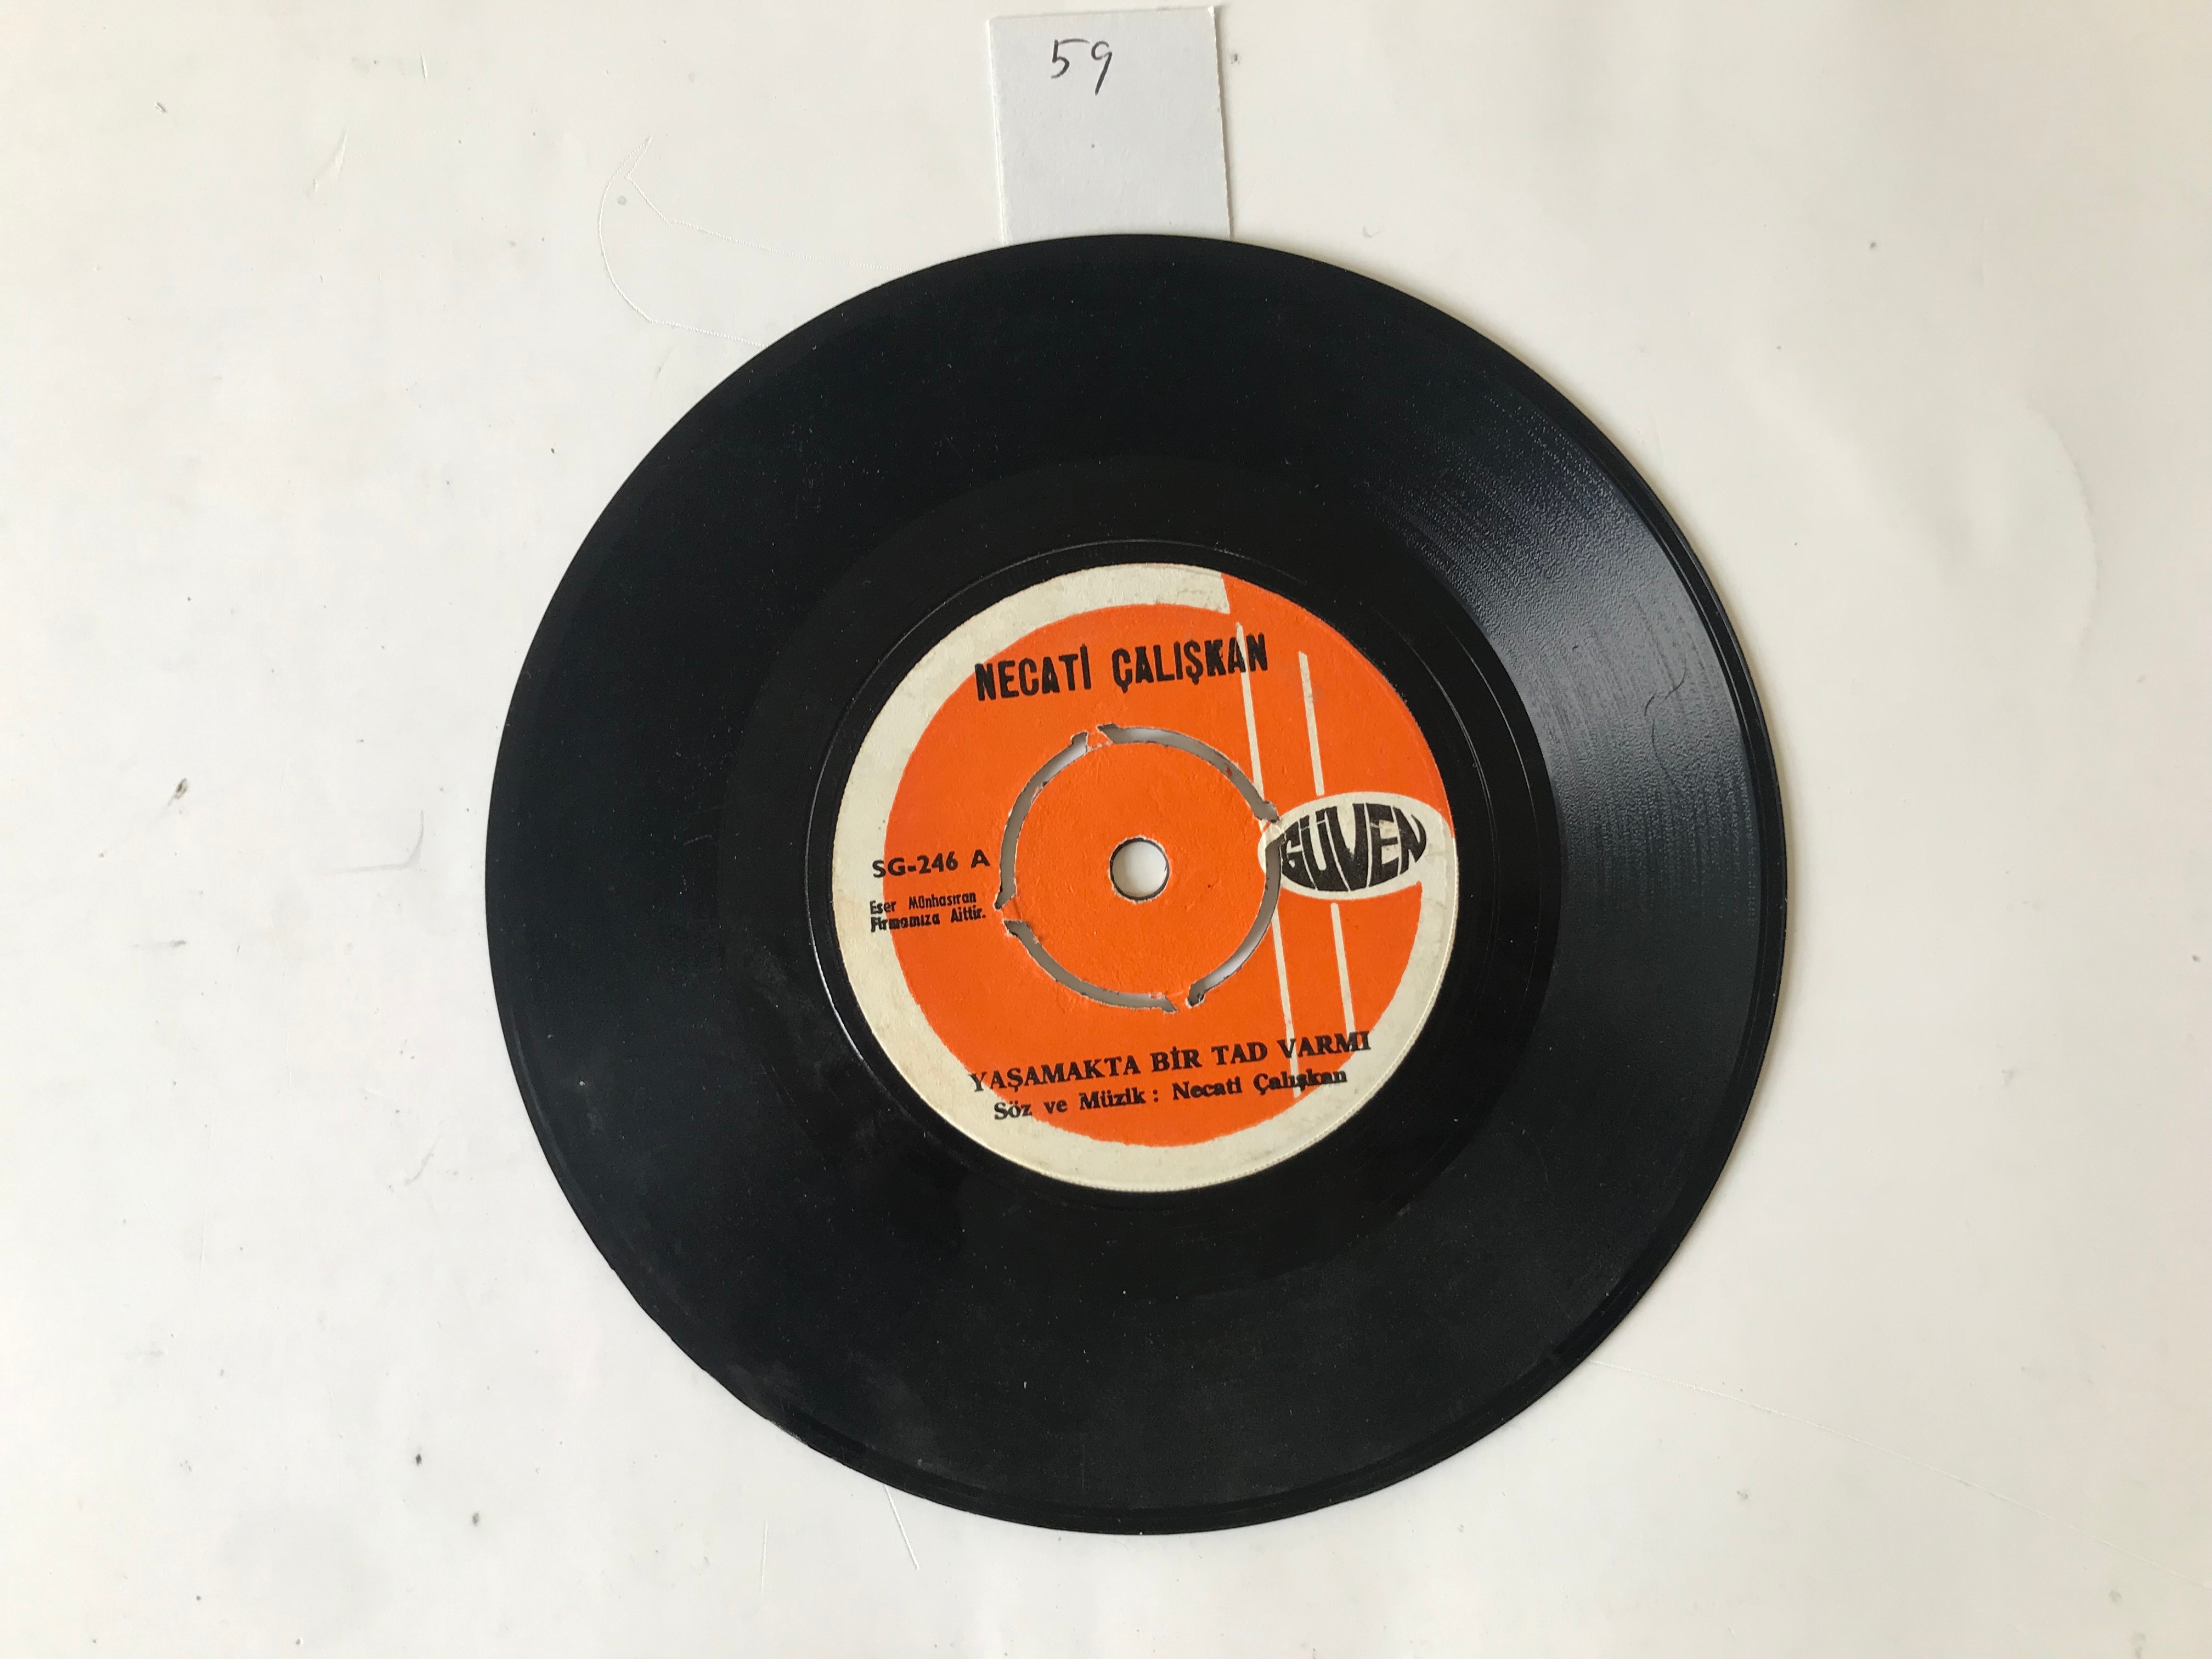 59
NECATİ ÇALIŞKAN
GÜVEN
SG-246 A
Eser Münhasıran
Firmamıza Aittir.
YAŞAMAKTA BİR TAD VARMI
Söz ve Müzik : Necati Çalışkan